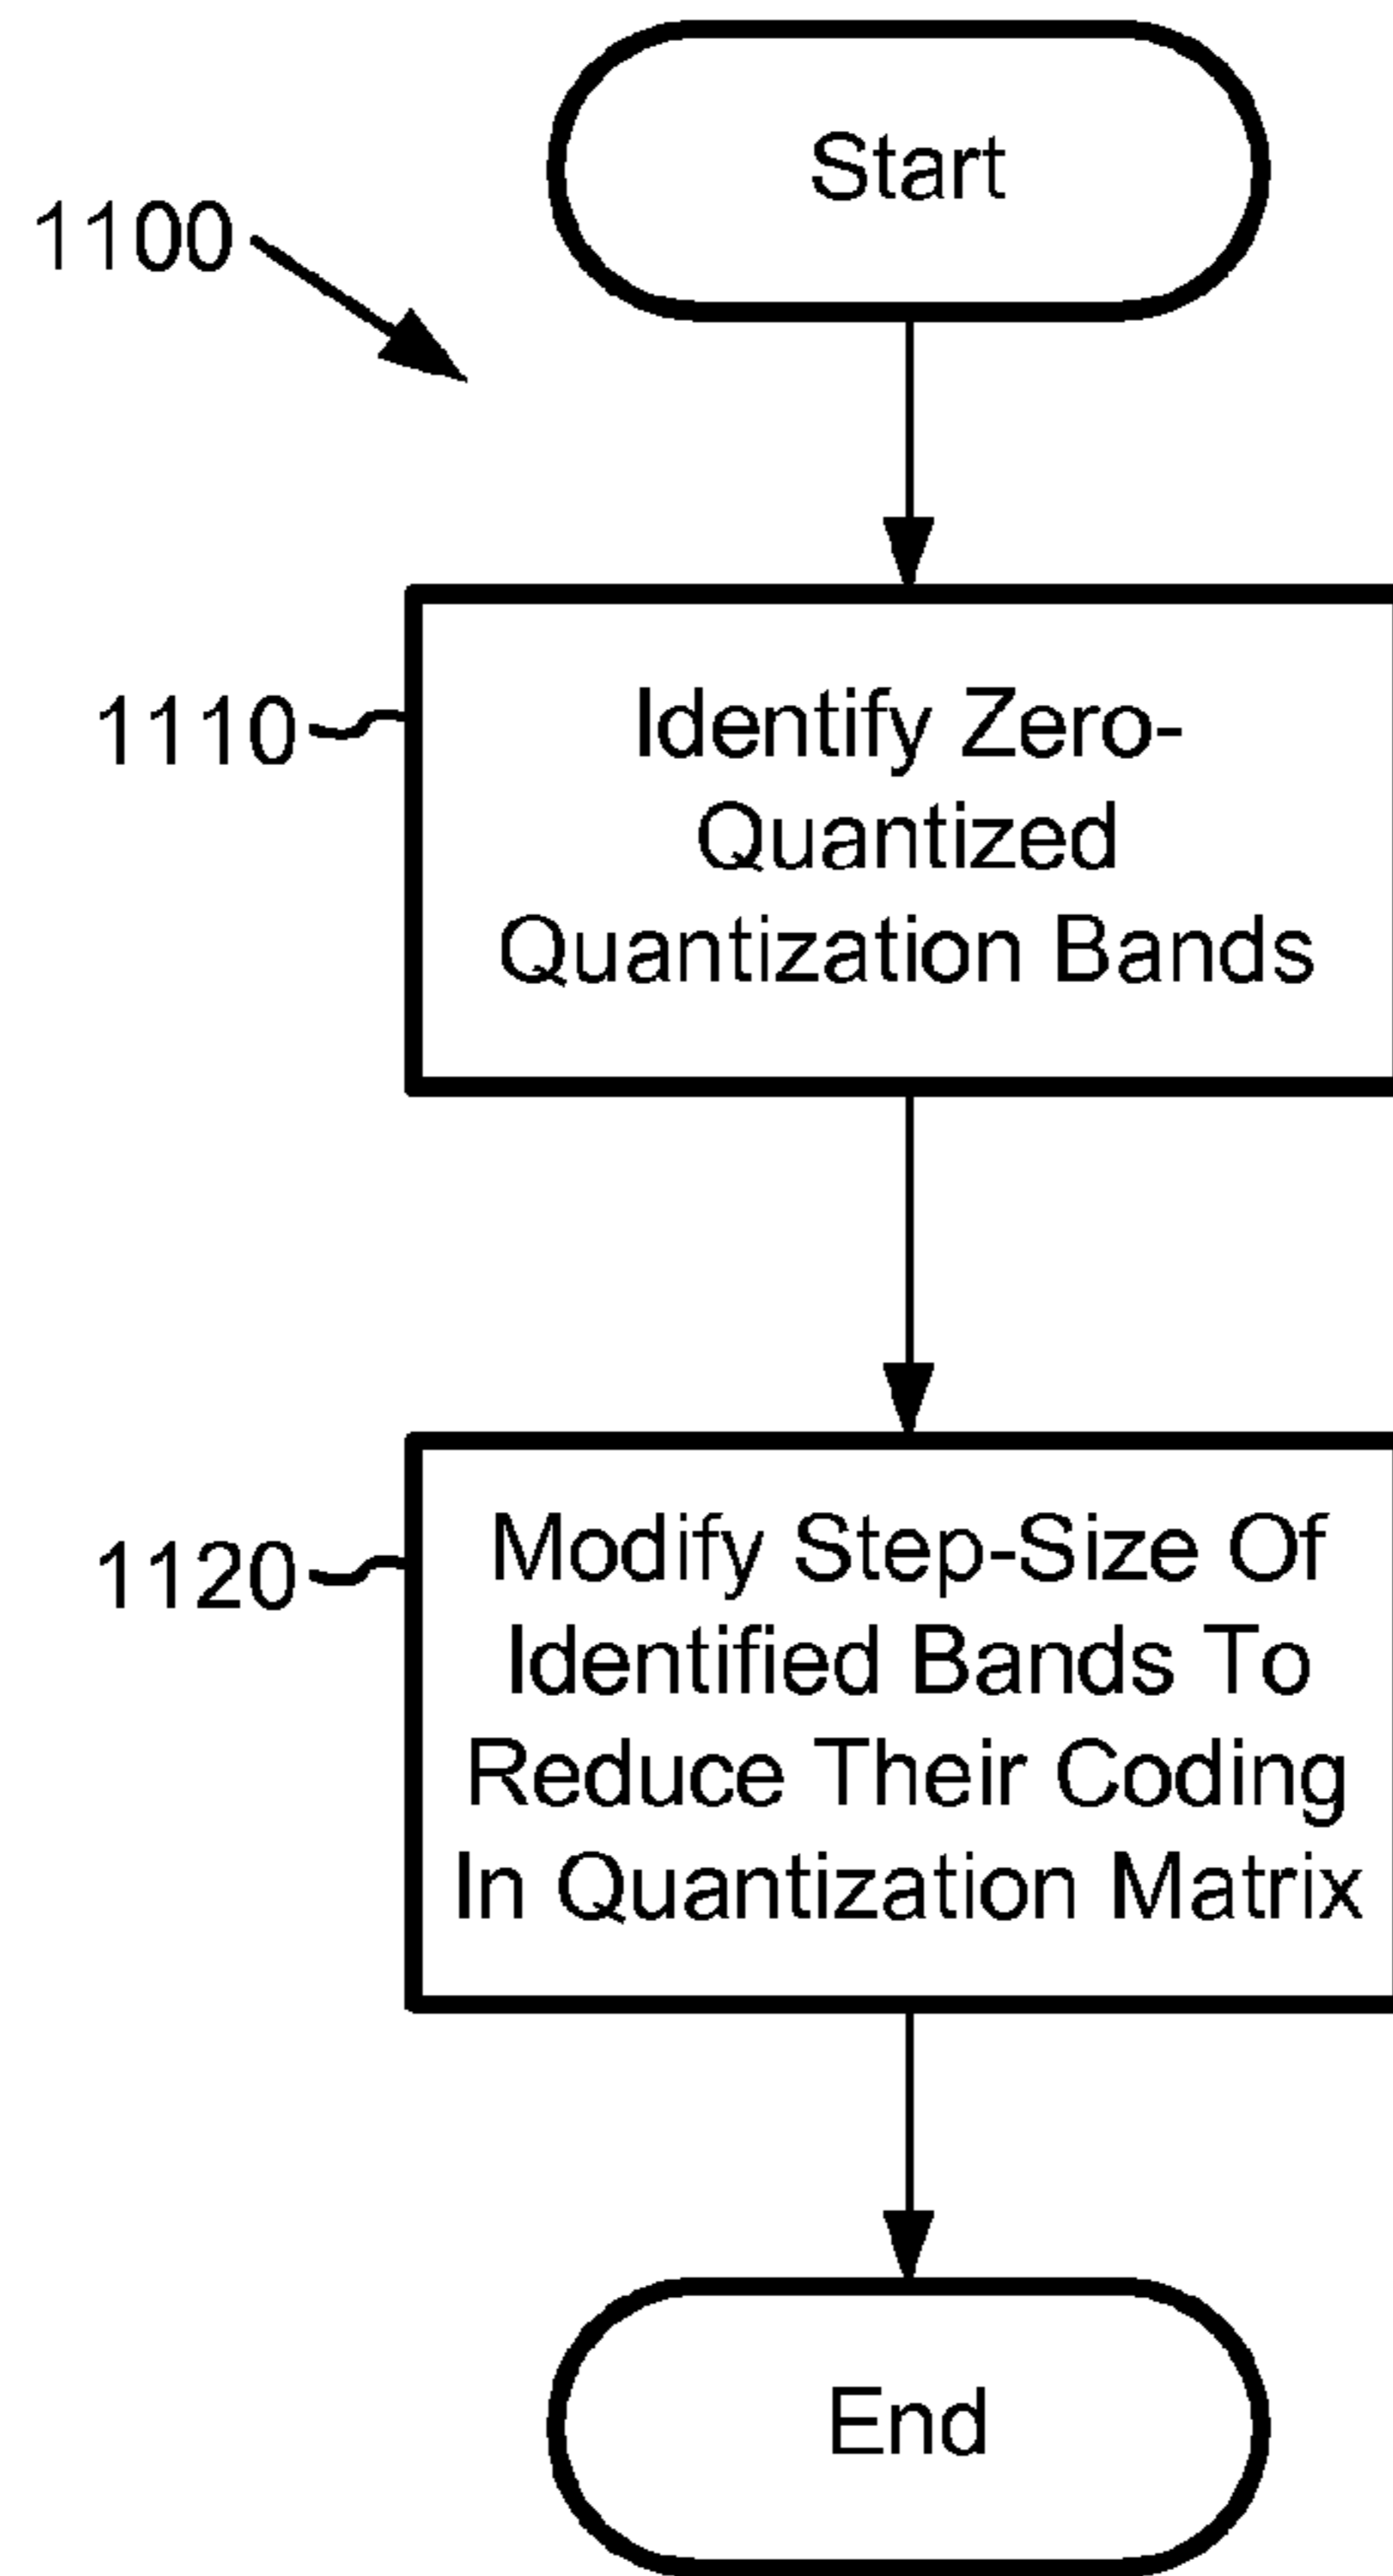 Start
1100
1110
Identify Zero-
Quantized
Quantization Bands
1120
Modify Step-Size Of
Identified Bands To
Reduce Their Coding
In Quantization Matrix
End